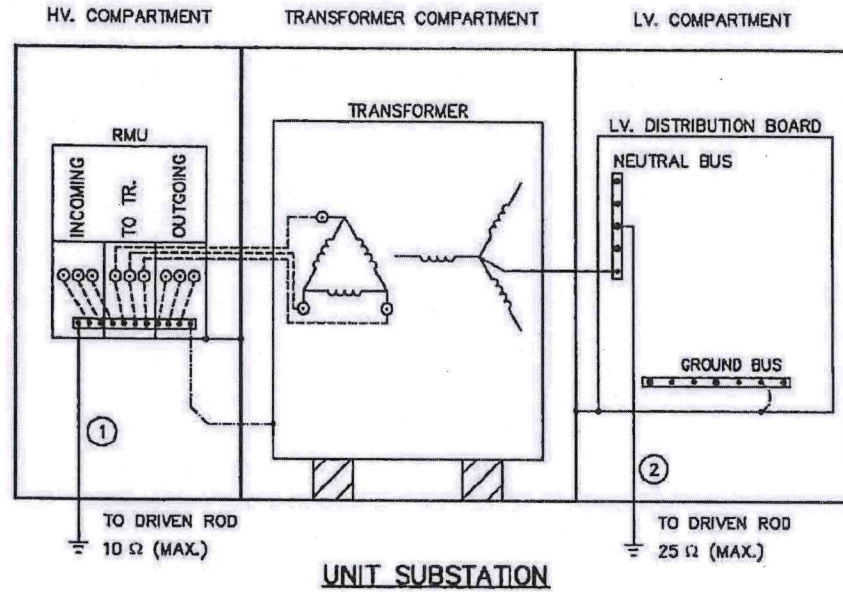 HV. COMPARTMENT
TRANSFORMER COMPARTMENT
LV. COMPARTMENT
TRANSFORMER
RMU
INCOMING
TO TR.
OUTGOING
LV. DISTRIBUTION BOARD
NEUTRAL BUS
GROUND BUS
1
2
TO DRIVEN ROD
10 Ω (MAX.)
TO DRIVEN ROD
25 Ω (MAX.)
UNIT SUBSTATION